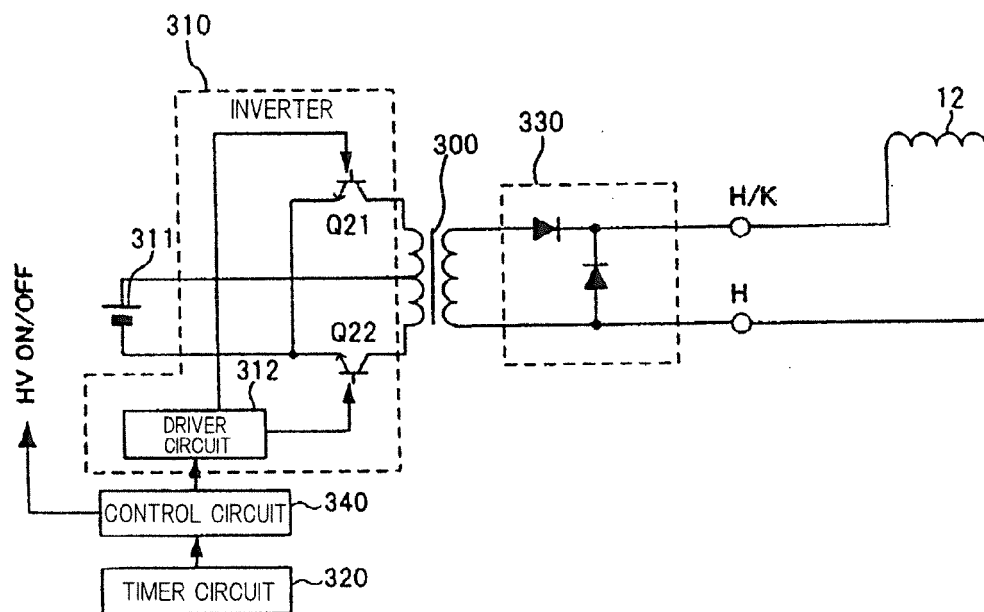 310
INVERTER
12
330
300
H/K
Q21
311
H
HV ON/OFF
Q22
312
DRIVER
CIRCUIT
CONTROL CIRCUIT
340
TIMER CIRCUIT
320